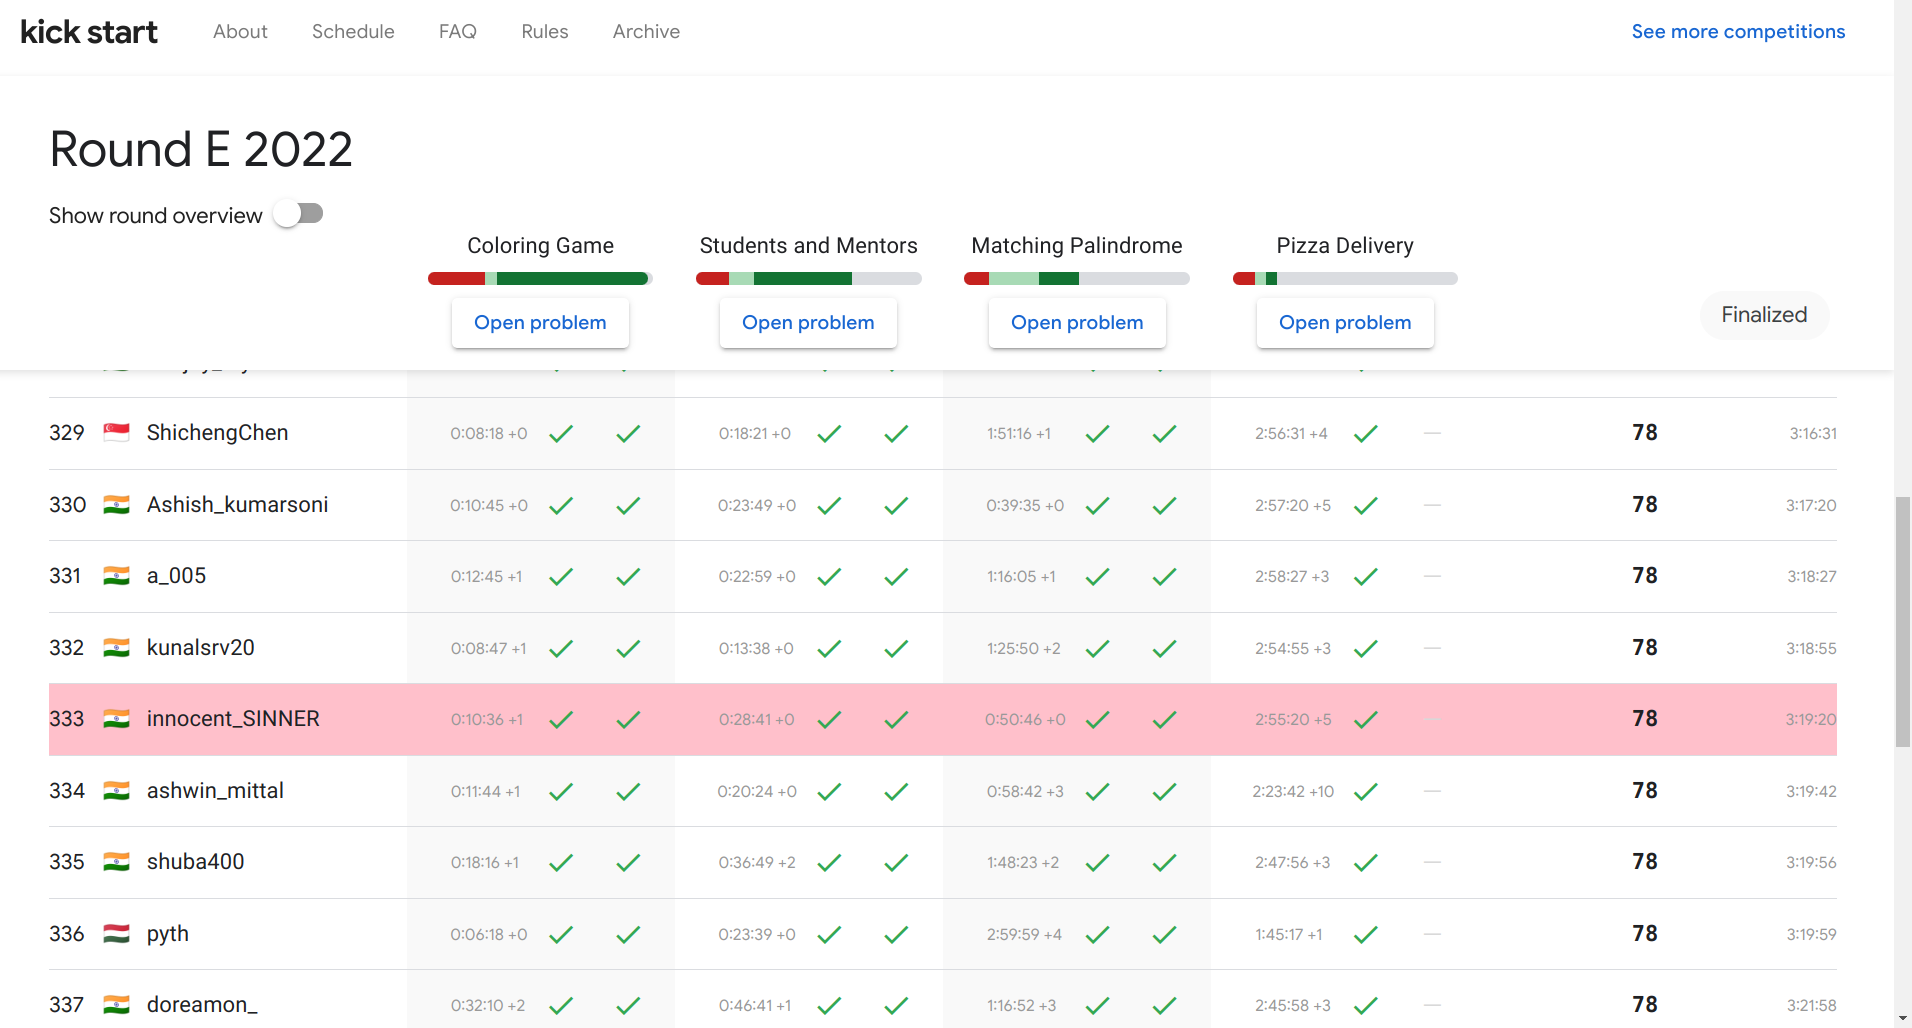 kick start About Schedule FAQ Rules Archive See more competitions
Round E 2022
Show round overview
Coloring Game Students and Mentors Matching Palindrome Pizza Delivery
Open problem Open problem Open problem Open problem
Finalized
329 ShichengChen 0:08:18 +0 0:18:21 +0 1:51:16 +1 2:56:31 +4 — 78 3:16:31
330 Ashish_kumarsoni 0:10:45 +0 0:23:49 +0 0:39:35 +0 2:57:20 +5 — 78 3:17:20
331 a_005 0:12:45 +1 0:22:59 +0 1:16:05 +1 2:58:27 +3 — 78 3:18:27
332 kunalsrv20 0:08:47 +1 0:13:38 +0 1:25:50 +2 2:54:55 +3 — 78 3:18:55
333 innocent_SINNER 0:10:36 +1 0:28:41 +0 0:50:46 +0 2:55:20 +5 — 78 3:19:20
334 ashwin_mittal 0:11:44 +1 0:20:24 +0 0:58:42 +3 2:23:42 +10 — 78 3:19:42
335 shuba400 0:18:16 +1 0:36:49 +2 1:48:23 +2 2:47:56 +3 — 78 3:19:56
336 pyth 0:06:18 +0 0:23:39 +0 2:59:59 +4 1:45:17 +1 — 78 3:19:59
337 doreamon_ 0:32:10 +2 0:46:41 +1 1:16:52 +3 2:45:58 +3 — 78 3:21:58